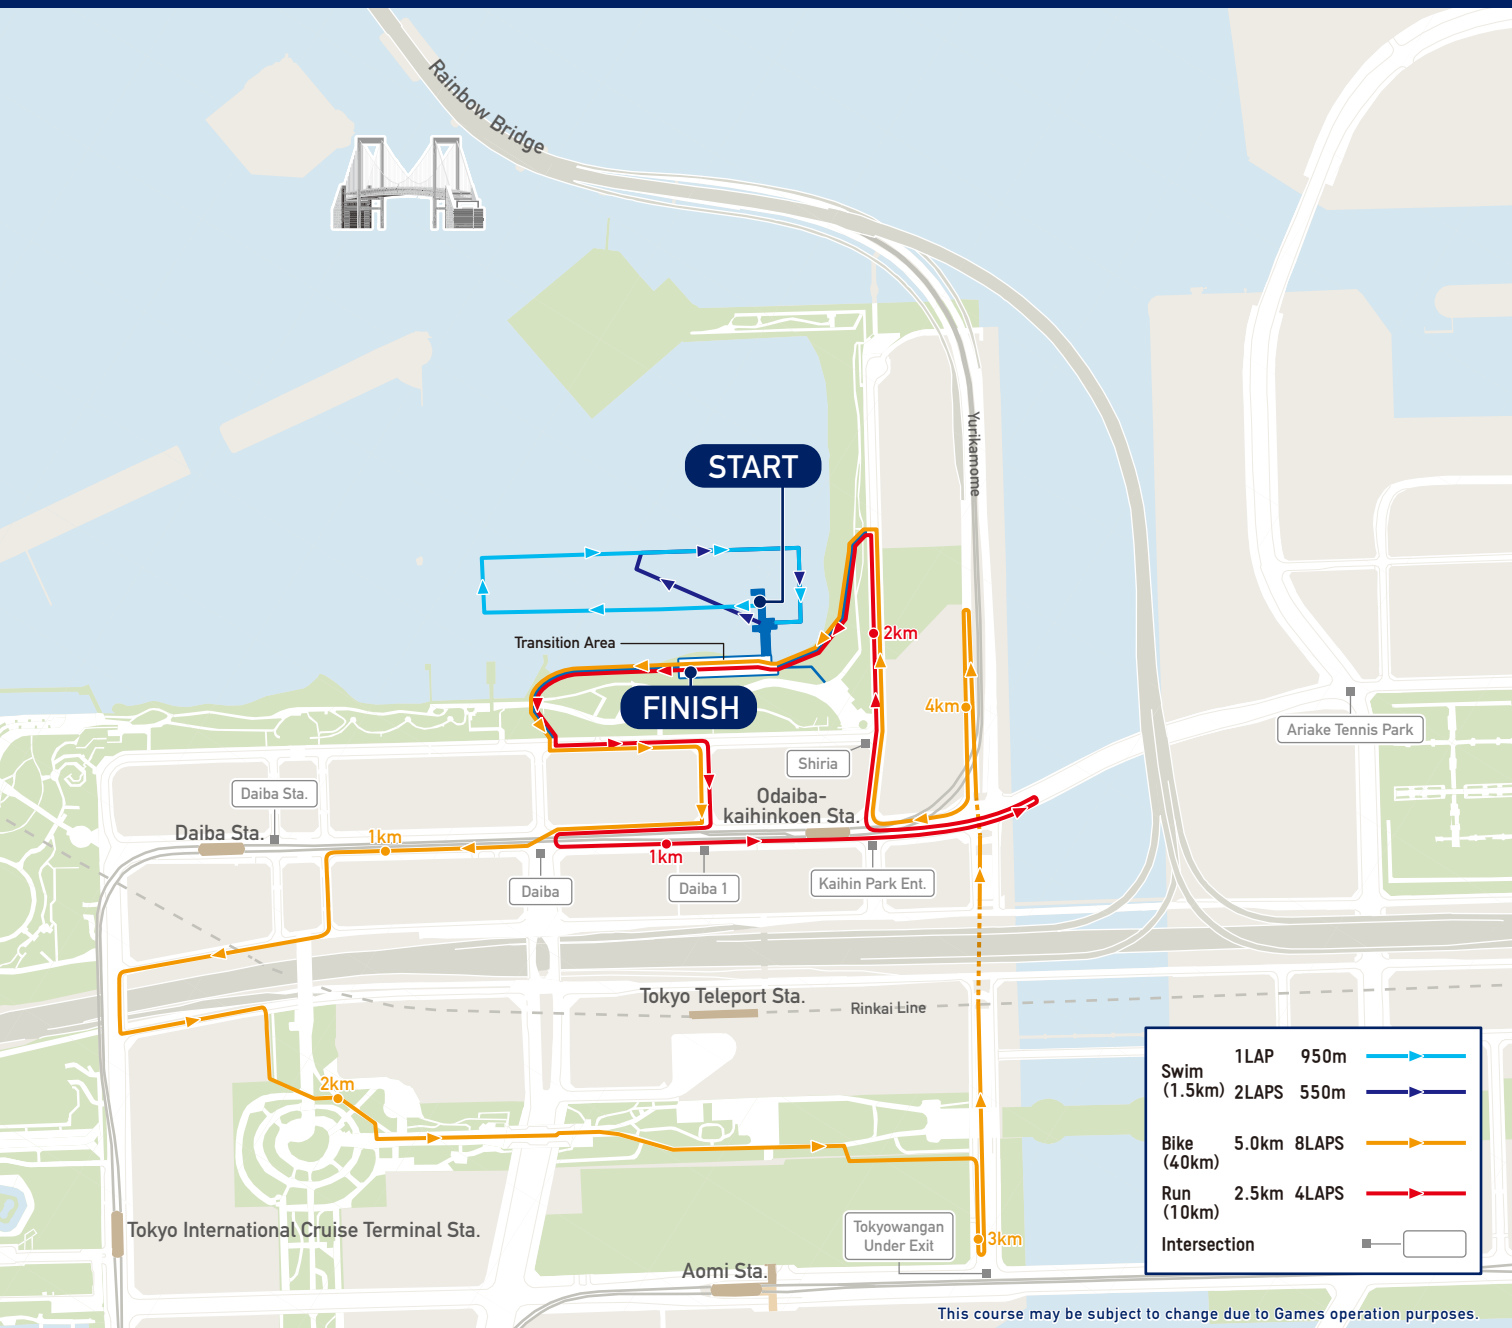 Rainbow Bridge
Yurikamome
START
Transition Area
2km
FINISH
4km
Ariake Tennis Park
Shiria
Daiba Sta.
Odaiba-
kaihinkoen Sta.
Daiba Sta.
1km
1km
Daiba
Daiba 1
Kaihin Park Ent.
Tokyo Teleport Sta.
Rinkai Line
2km
Tokyo International Cruise Terminal Sta.
Tokyowangan
Under Exit
3km
Aomi Sta.
Swim
(1.5km)
1LAP 950m
2LAPS 550m
Bike
(40km)
5.0km 8LAPS
Run
(10km)
2.5km 4LAPS
Intersection
This course may be subject to change due to Games operation purposes.